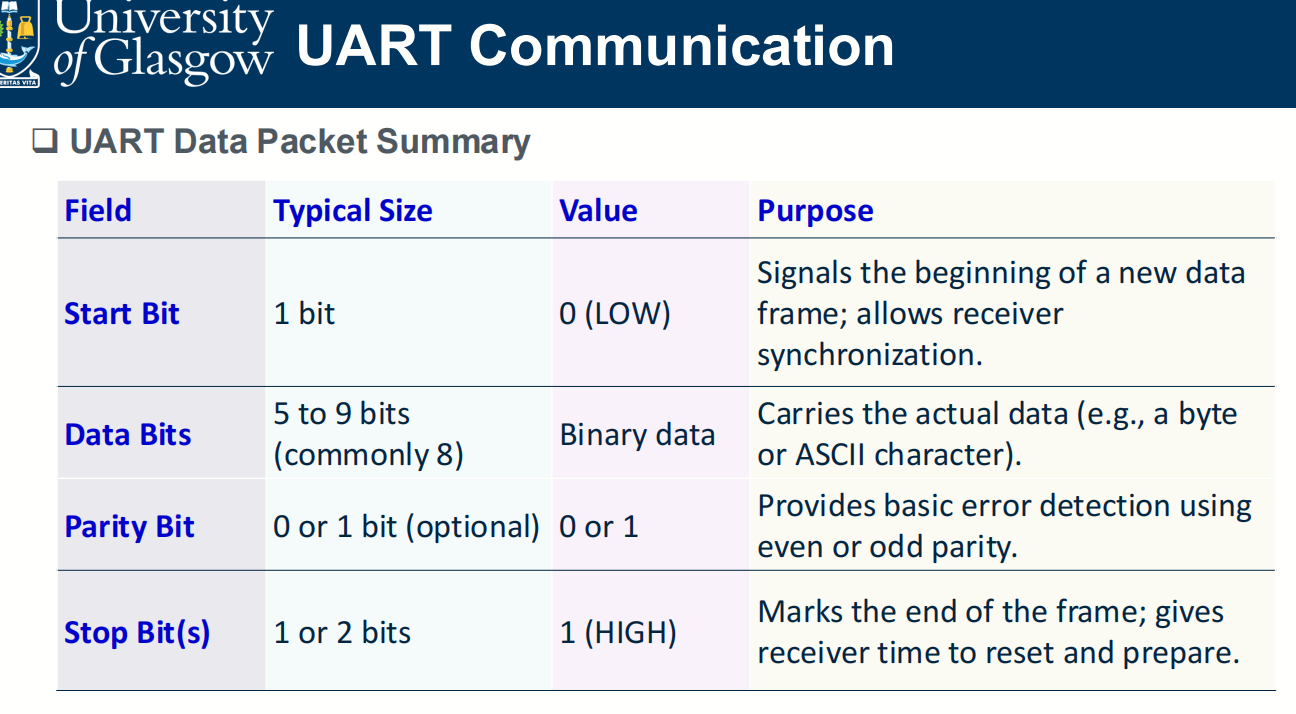 University
of Glasgow
UART Communication
VERITAS VITA
❑ UART Data Packet Summary
Field Typical Size Value Purpose
Start Bit 1 bit 0 (LOW) Signals the beginning of a new data
frame; allows receiver
synchronization.
Data Bits 5 to 9 bits
(commonly 8) Binary data Carries the actual data (e.g., a byte
or ASCII character).
Parity Bit 0 or 1 bit (optional) 0 or 1 Provides basic error detection using
even or odd parity.
Stop Bit(s) 1 or 2 bits 1 (HIGH) Marks the end of the frame; gives
receiver time to reset and prepare.